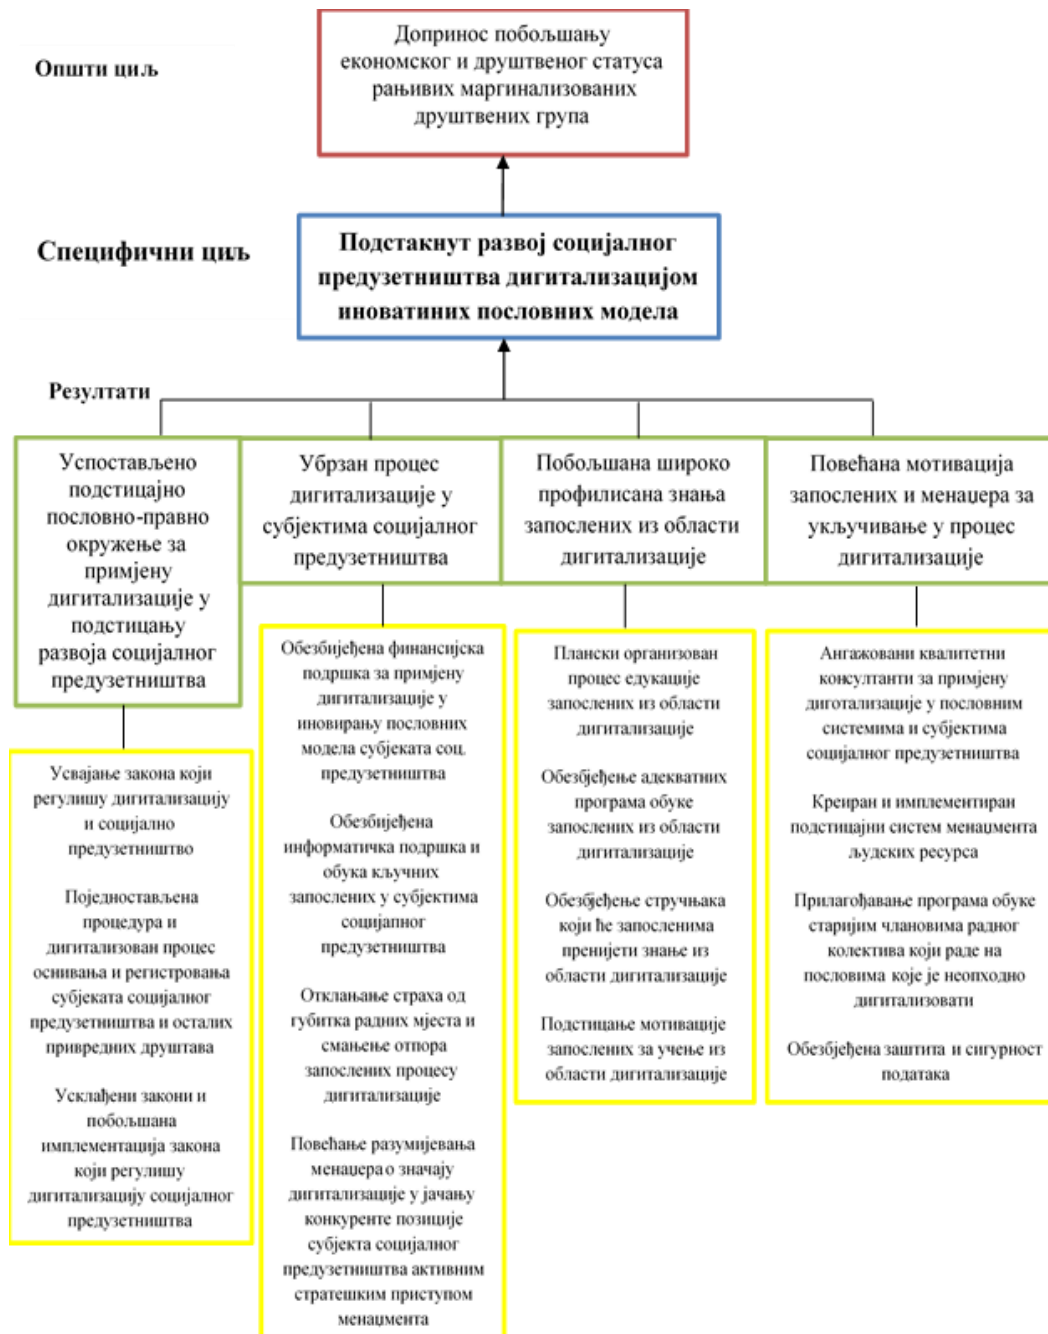 Општи циљ
Допринос побољшању
економског и друштвеног статуса
рањивих маргинализованих
друштвених група
Специфични циљ
Подстакнут развој социјалног
предузетништва дигитализацијом
иноватиних пословних модела
Резултати
Успостављено
подстицајно
пословно-правно
окружење за
примјену
дигитализације у
подстицању
развоја социјалног
предузетништва
Убрзан процес
дигитализације у
субјектима социјалног
предузетништва
Побољшана широко
профилисана знања
запослених из области
дигитализације
Повећана мотивација
запослених и менаџера за
укључивање у процес
дигитализације
Усвајање закона који
регулишу дигитализацију
и социјално
предузетништво
Поједностављена
процедура и
дигитализован процес
оснивања и регистровања
субјеката социјалног
предузетништва и осталих
привредних друштава
Усклађени закони и
побољшана
имплементација закона
који регулишу
дигитализацију социјалног
предузетништва
Обезбијеђена финансијска
подршка за примјену
дигитализације у
иновирању пословних
модела субјеката соц.
предузетништва
Обезбијеђена
информатичка подршка и
обука кључних
запослених у субјектима
социјапног
предузетништва
Отклањање страха од
губитка радних мјеста и
смањење отпора
запослених процесу
дигитализације
Повећање разумијевања
менаџера о значају
дигитализације у јачању
конкуренте позиције
субјекта социјалног
предузетништва активним
стратешким приступом
менаџмента
Плански организован
процес едукације
запослених из области
дигитализације
Обезбјеђење адекватних
програма обуке
запослених из области
дигитализације
Обезбјеђење стручњака
који ће запосленима
пренијети знање из
области дигитализације
Подстицање мотивације
запослених за учење из
области дигитализације
Ангажовани квалитетни
консултанти за примјену
диготализације у пословним
системима и субјектима
социјалног предузетништва
Креиран и имплементиран
подстицајни систем менаџмента
људских ресурса
Прилагођавање програма обуке
старијим члановима радног
колектива који раде на
пословима које је неопходно
дигитализовати
Обезбјеђена заштита и сигурност
података